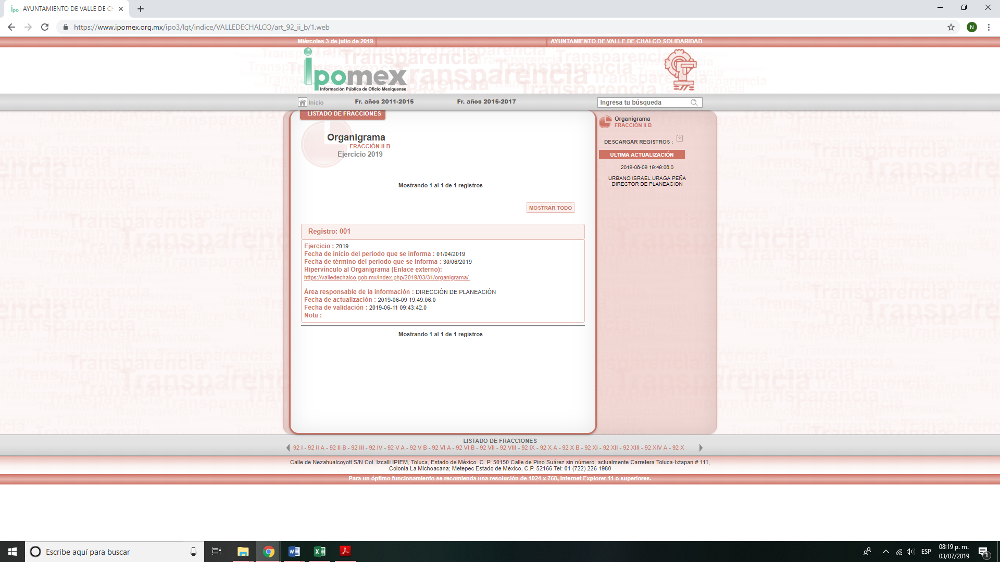 ipo AYUNTAMIENTO DE VALLE DE CH
https://www.ipomex.org.mx/ipo3/lgt/indice/VALLEDECHALCO/art_92_ii_b/1.web
N
Miércoles 3 de julio de 2019
AYUNTAMIENTO DE VALLE DE CHALCO SOLIDARIDAD
ipomex
Información Pública de Oficio Mexiquense
Inicio
Fr. años 2011-2015
Fr. años 2015-2017
Ingresa tu búsqueda
LISTADO DE FRACCIONES
Organigrama
FRACCIÓN II B
Ejercicio 2019
Mostrando 1 al 1 de 1 registros
MOSTRAR TODO
Registro: 001
Ejercicio : 2019
Fecha de inicio del periodo que se informa : 01/04/2019
Fecha de término del periodo que se informa : 30/06/2019
Hipervínculo al Organigrama (Enlace externo):
https://valledechalco.gob.mx/index.php/2019/03/31/organigrama/
Área responsable de la información : DIRECCIÓN DE PLANEACIÓN
Fecha de actualización : 2019-06-09 19:49:06.0
Fecha de validación : 2019-06-11 09:43:42.0
Nota :
Mostrando 1 al 1 de 1 registros
Organigrama
FRACCIÓN II B
DESCARGAR REGISTROS :
ULTIMA ACTUALIZACIÓN
2019-06-09 19:49:06.0
URBANO ISRAEL URAGA PEÑA
DIRECTOR DE PLANEACION
LISTADO DE FRACCIONES
92 I - 92 II A - 92 II B - 92 III - 92 IV - 92 V A - 92 V B - 92 VI A - 92 VI B - 92 VII - 92 VIII - 92 IX - 92 X A - 92 X B - 92 XI - 92 XII - 92 XIII - 92 XIV A - 92 X
Calle de Nezahualcoyotl S/N Col. Izcalli IPIEM, Toluca, Estado de México. C. P. 50150 Calle de Pino Suárez sin número, actualmente Carretera Toluca-Ixtapan # 111,
Colonia La Michoacana; Metepec Estado de México, C.P. 52166 Tel: 01 (722) 226 1980
Para un óptimo funcionamiento se recomienda una resolución de 1024 x 768, Internet Explorer 11 o superiores.
Escribe aquí para buscar
ESP
08:19 p. m.
03/07/2019
1